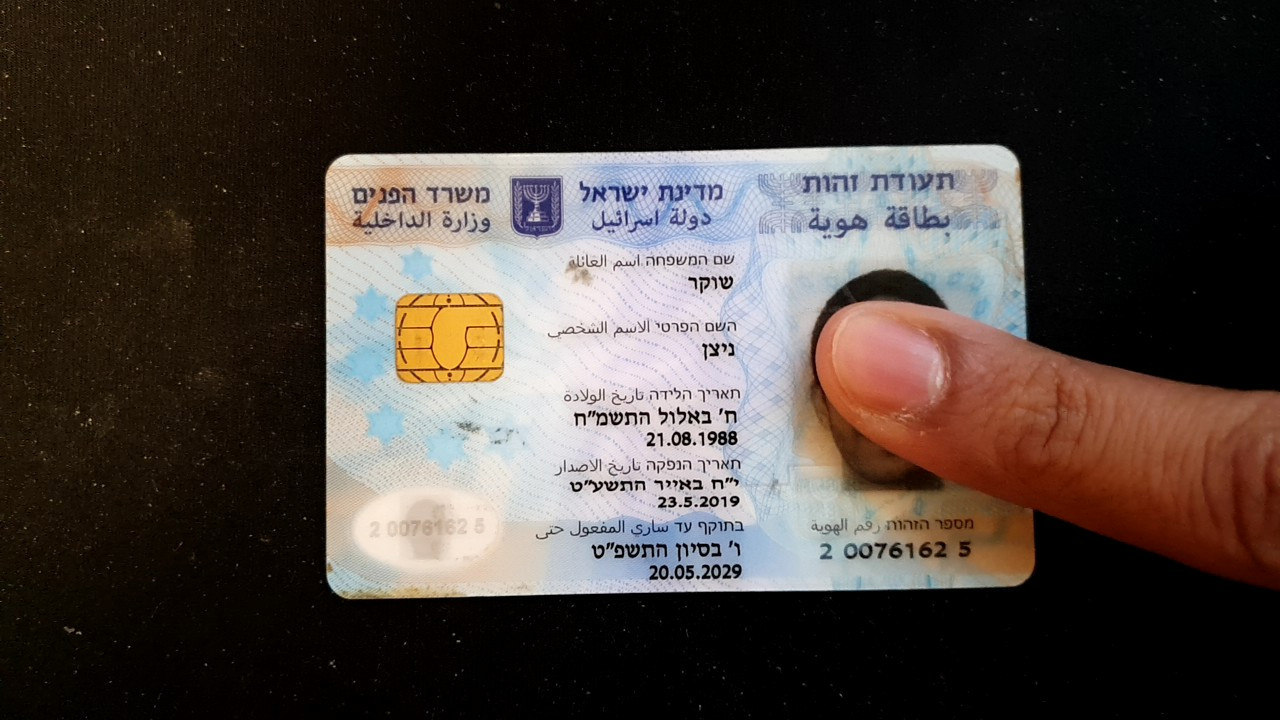 תעודת זהות
بطاقة هوية
מדינת ישראל
دولة اسرائيل
משרד הפנים
وزارة الداخلية
שם המשפחה اسم العائلة
שוקר
השם הפרטי الاسم الشخصي
ניצן
תאריך הלידה تاريخ الولادة
ח' באלול התשמ"ח
21.08.1988
תאריך הנפקה تاريخ الاصدار
י"ח באייר התשע"ט
23.5.2019
בתוקף עד ساري المفعول حتى
ו' בסיון התשפ"ט
20.05.2029
מספר הזהות رقم الهوية
2 0076162 5
2 0076162 5